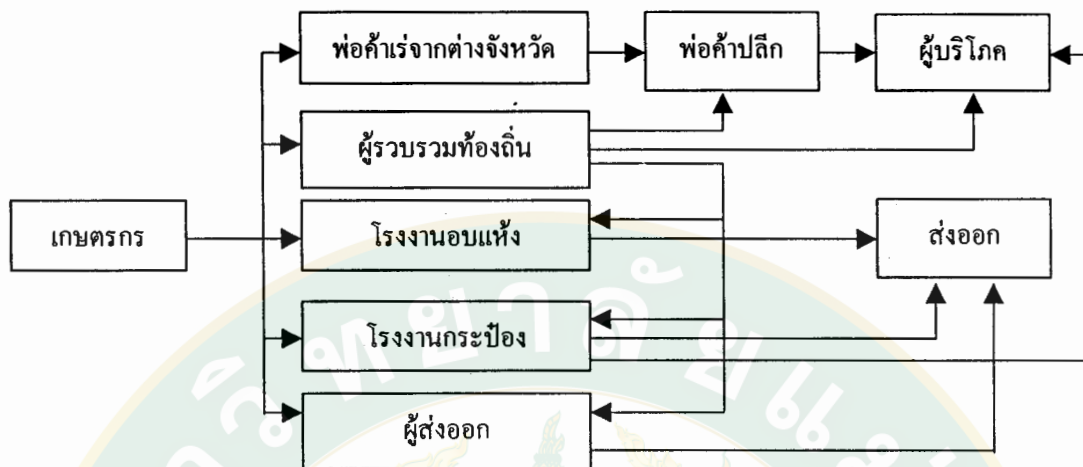 พ่อค้าเร่จากต่างจังหวัด
พ่อค้าปลีก
ผู้บริโภค
ผู้รวบรวมท้องถิ่น
เกษตรกร
โรงงานอบแห้ง
ส่งออก
โรงงานกระป๋อง
ผู้ส่งออก